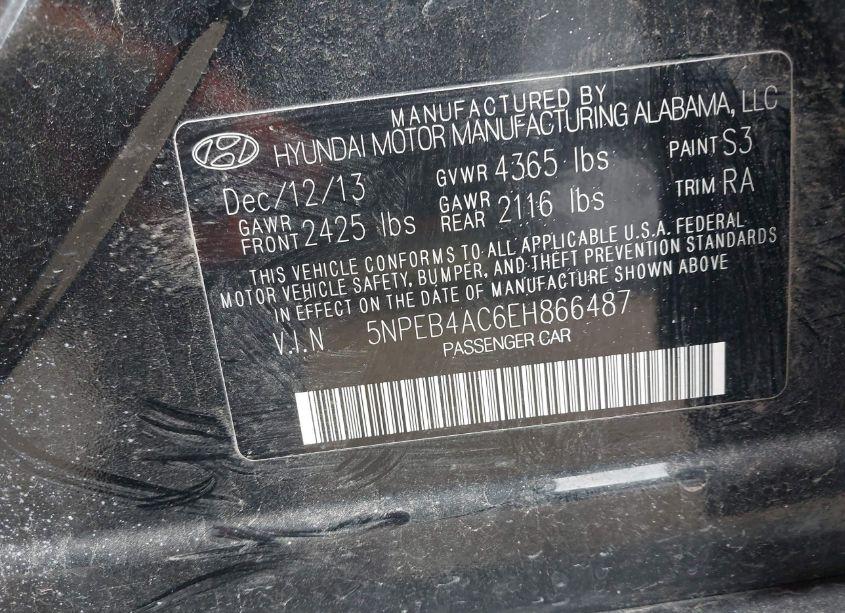 MANUFACTURED BY
HYUNDAI MOTOR MANUFACTURING ALABAMA, LLC
Dec/12/13 GVWR 4365 lbs PAINT S3
GAWR FRONT 2425 lbs GAWR REAR 2116 lbs TRIM RA
THIS VEHICLE CONFORMS TO ALL APPLICABLE U.S.A. FEDERAL
MOTOR VEHICLE SAFETY, BUMPER, AND THEFT PREVENTION STANDARDS
IN EFFECT ON THE DATE OF MANUFACTURE SHOWN ABOVE
V.I.N 5NPEB4AC6EH866487
PASSENGER CAR